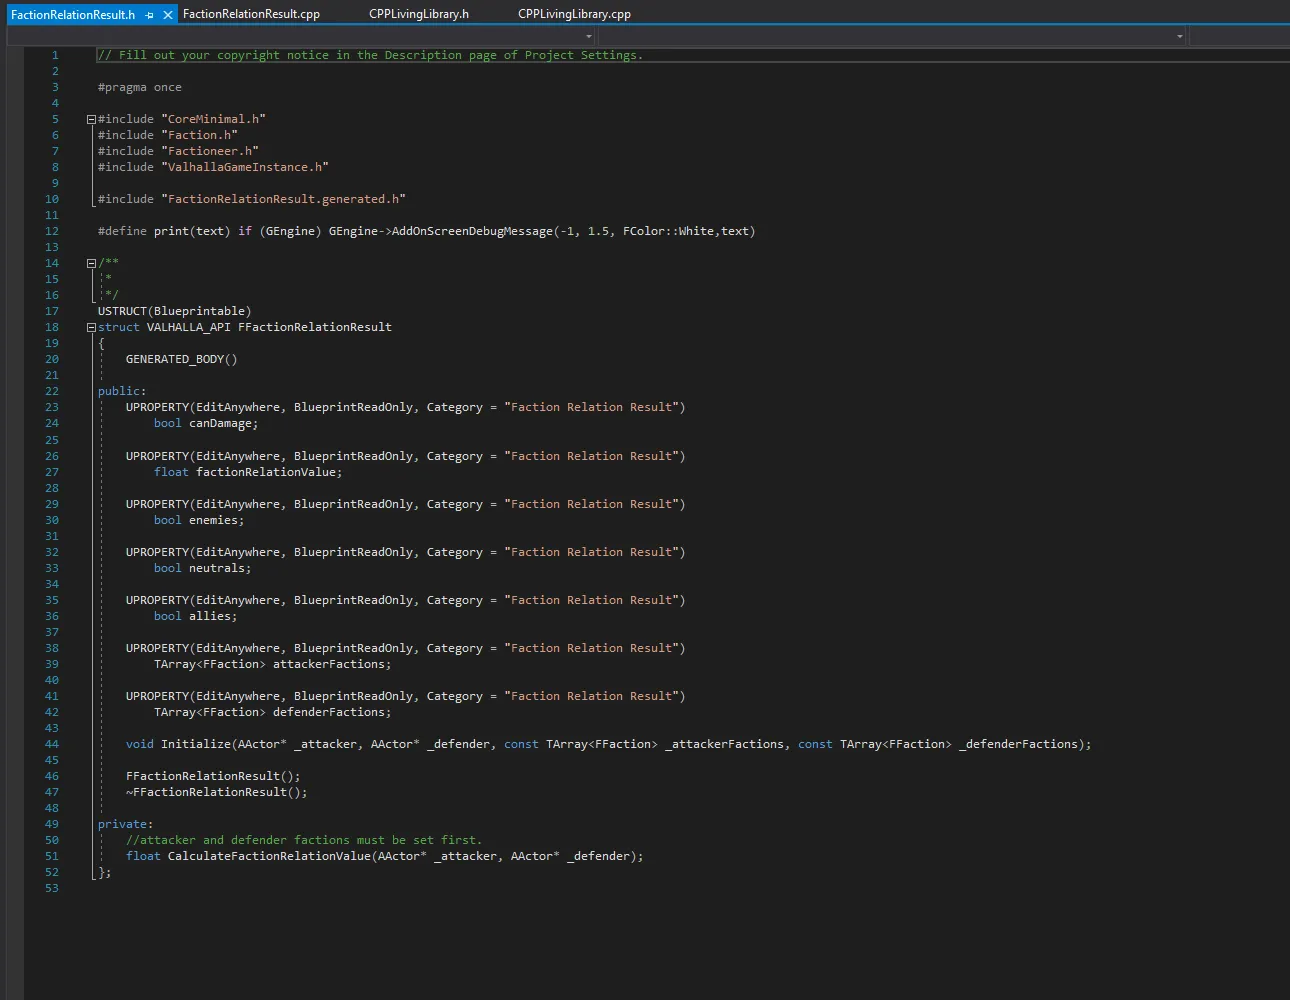 FactionRelationResult.h FactionRelationResult.cpp CPPLivingLibrary.h CPPLivingLibrary.cpp
1 // Fill out your copyright notice in the Description page of Project Settings.
2
3 #pragma once
4
5 #include "CoreMinimal.h"
6 #include "Faction.h"
7 #include "Factioneer.h"
8 #include "ValhallaGameInstance.h"
9
10 #include "FactionRelationResult.generated.h"
11
12 #define print(text) if (GEngine) GEngine->AddOnScreenDebugMessage(-1, 1.5, FColor::White,text)
13
14 /**
15 *
16 */
17 USTRUCT(Blueprintable)
18 struct VALHALLA_API FFactionRelationResult
19 {
20 GENERATED_BODY()
21
22 public:
23 UPROPERTY(EditAnywhere, BlueprintReadOnly, Category = "Faction Relation Result")
24 bool canDamage;
25
26 UPROPERTY(EditAnywhere, BlueprintReadOnly, Category = "Faction Relation Result")
27 float factionRelationValue;
28
29 UPROPERTY(EditAnywhere, BlueprintReadOnly, Category = "Faction Relation Result")
30 bool enemies;
31
32 UPROPERTY(EditAnywhere, BlueprintReadOnly, Category = "Faction Relation Result")
33 bool neutrals;
34
35 UPROPERTY(EditAnywhere, BlueprintReadOnly, Category = "Faction Relation Result")
36 bool allies;
37
38 UPROPERTY(EditAnywhere, BlueprintReadOnly, Category = "Faction Relation Result")
39 TArray<FFaction> attackerFactions;
40
41 UPROPERTY(EditAnywhere, BlueprintReadOnly, Category = "Faction Relation Result")
42 TArray<FFaction> defenderFactions;
43
44 void Initialize(AActor* _attacker, AActor* _defender, const TArray<FFaction> _attackerFactions, const TArray<FFaction> _defenderFactions);
45
46 FFactionRelationResult();
47 ~FFactionRelationResult();
48
49 private:
50 //attacker and defender factions must be set first.
51 float CalculateFactionRelationValue(AActor* _attacker, AActor* _defender);
52 };
53